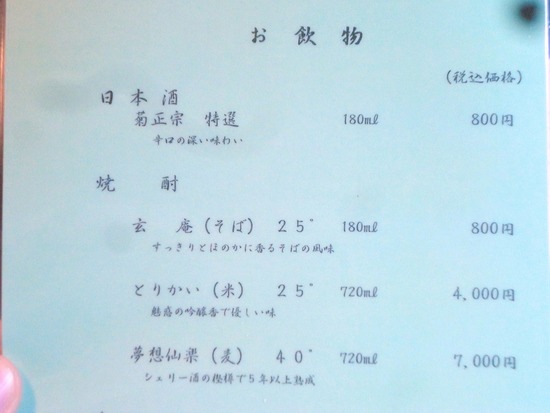 お飲物
(税込価格)
日本酒
菊正宗 特選 180ml 800円
辛口の深い味わい
焼酎
玄庵(そば) 25° 180ml 800円
すっきりとほのかに香るそばの風味
とりかい(米) 25° 720ml 4,000円
魅惑の吟醸香で優しい味
夢想仙楽(麦) 40° 720ml 7,000円
シェリー酒の樫樽で5年以上熟成